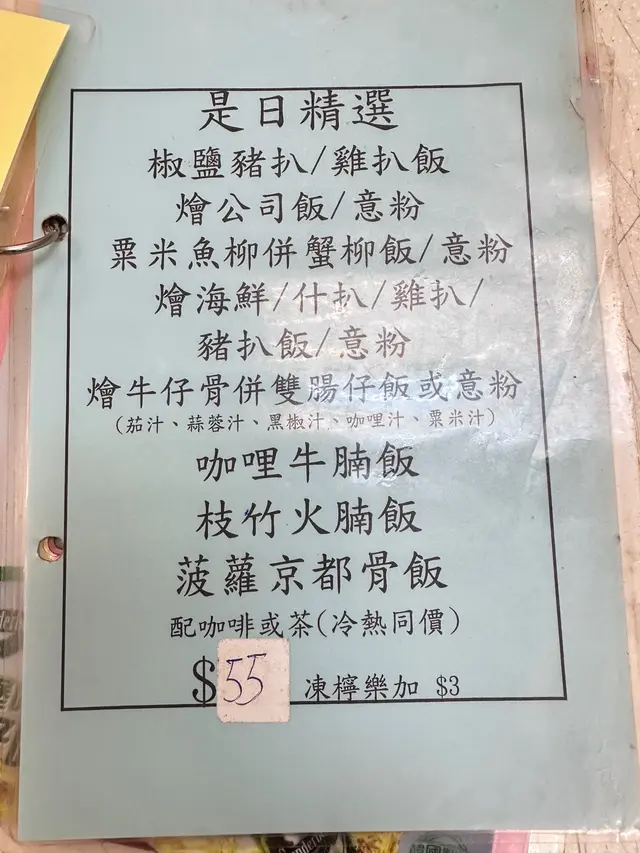 是日精選
椒鹽豬扒/雞扒飯
燴公司飯/意粉
粟米魚柳併蟹柳飯/意粉
燴海鮮/什扒/雞扒/
豬扒飯/意粉
燴牛仔骨併雙腸仔飯或意粉
(茄汁、蒜蓉汁、黑椒汁、咖哩汁、粟米汁)
咖哩牛腩飯
枝竹火腩飯
菠蘿京都骨飯
配咖啡或茶(冷熱同價)
$55 凍檸樂加 $3